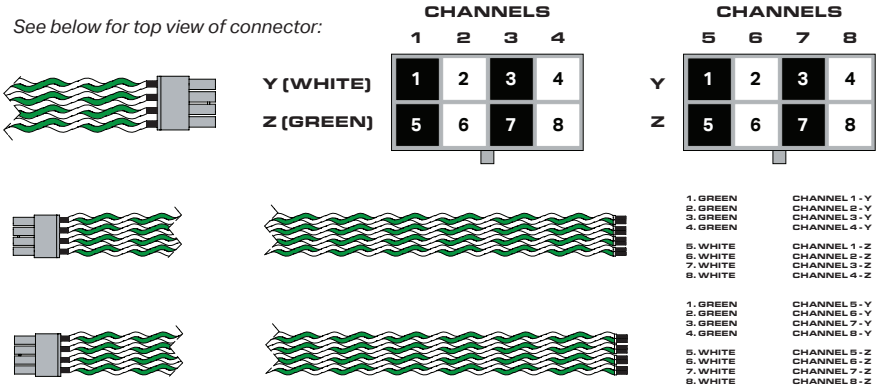 See below for top view of connector:
CHANNELS
1 2 3 4
Y (WHITE) 1 2 3 4
Z (GREEN) 5 6 7 8
CHANNELS
5 6 7 8
Y 1 2 3 4
Z 5 6 7 8
1. GREEN CHANNEL 1 - Y
2. GREEN CHANNEL 2 - Y
3. GREEN CHANNEL 3 - Y
4. GREEN CHANNEL 4 - Y
5. WHITE CHANNEL 1 - Z
6. WHITE CHANNEL 2 - Z
7. WHITE CHANNEL 3 - Z
8. WHITE CHANNEL 4 - Z
1. GREEN CHANNEL 5 - Y
2. GREEN CHANNEL 6 - Y
3. GREEN CHANNEL 7 - Y
4. GREEN CHANNEL 8 - Y
5. WHITE CHANNEL 5 - Z
6. WHITE CHANNEL 6 - Z
7. WHITE CHANNEL 7 - Z
8. WHITE CHANNEL 8 - Z